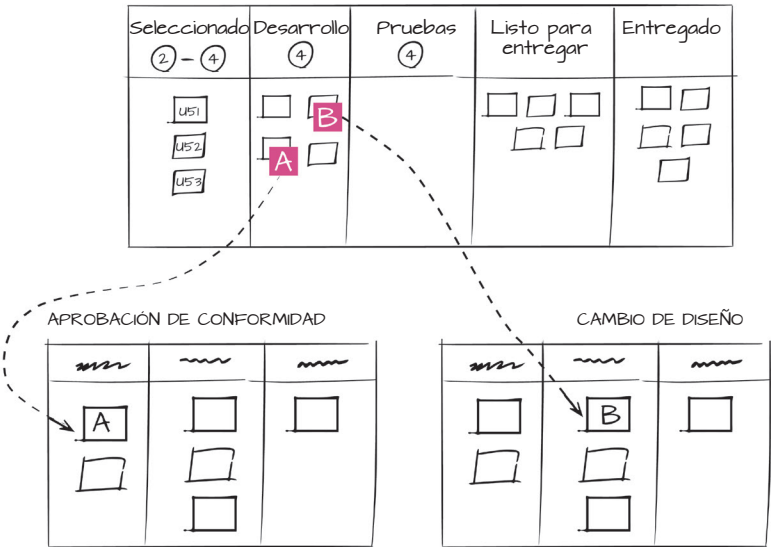 Seleccionado
2 - 4
Desarrollo
4
Pruebas
4
Listo para
entregar
Entregado
US1
US2
US3
B
A
APROBACIÓN DE CONFORMIDAD
A
CAMBIO DE DISEÑO
B